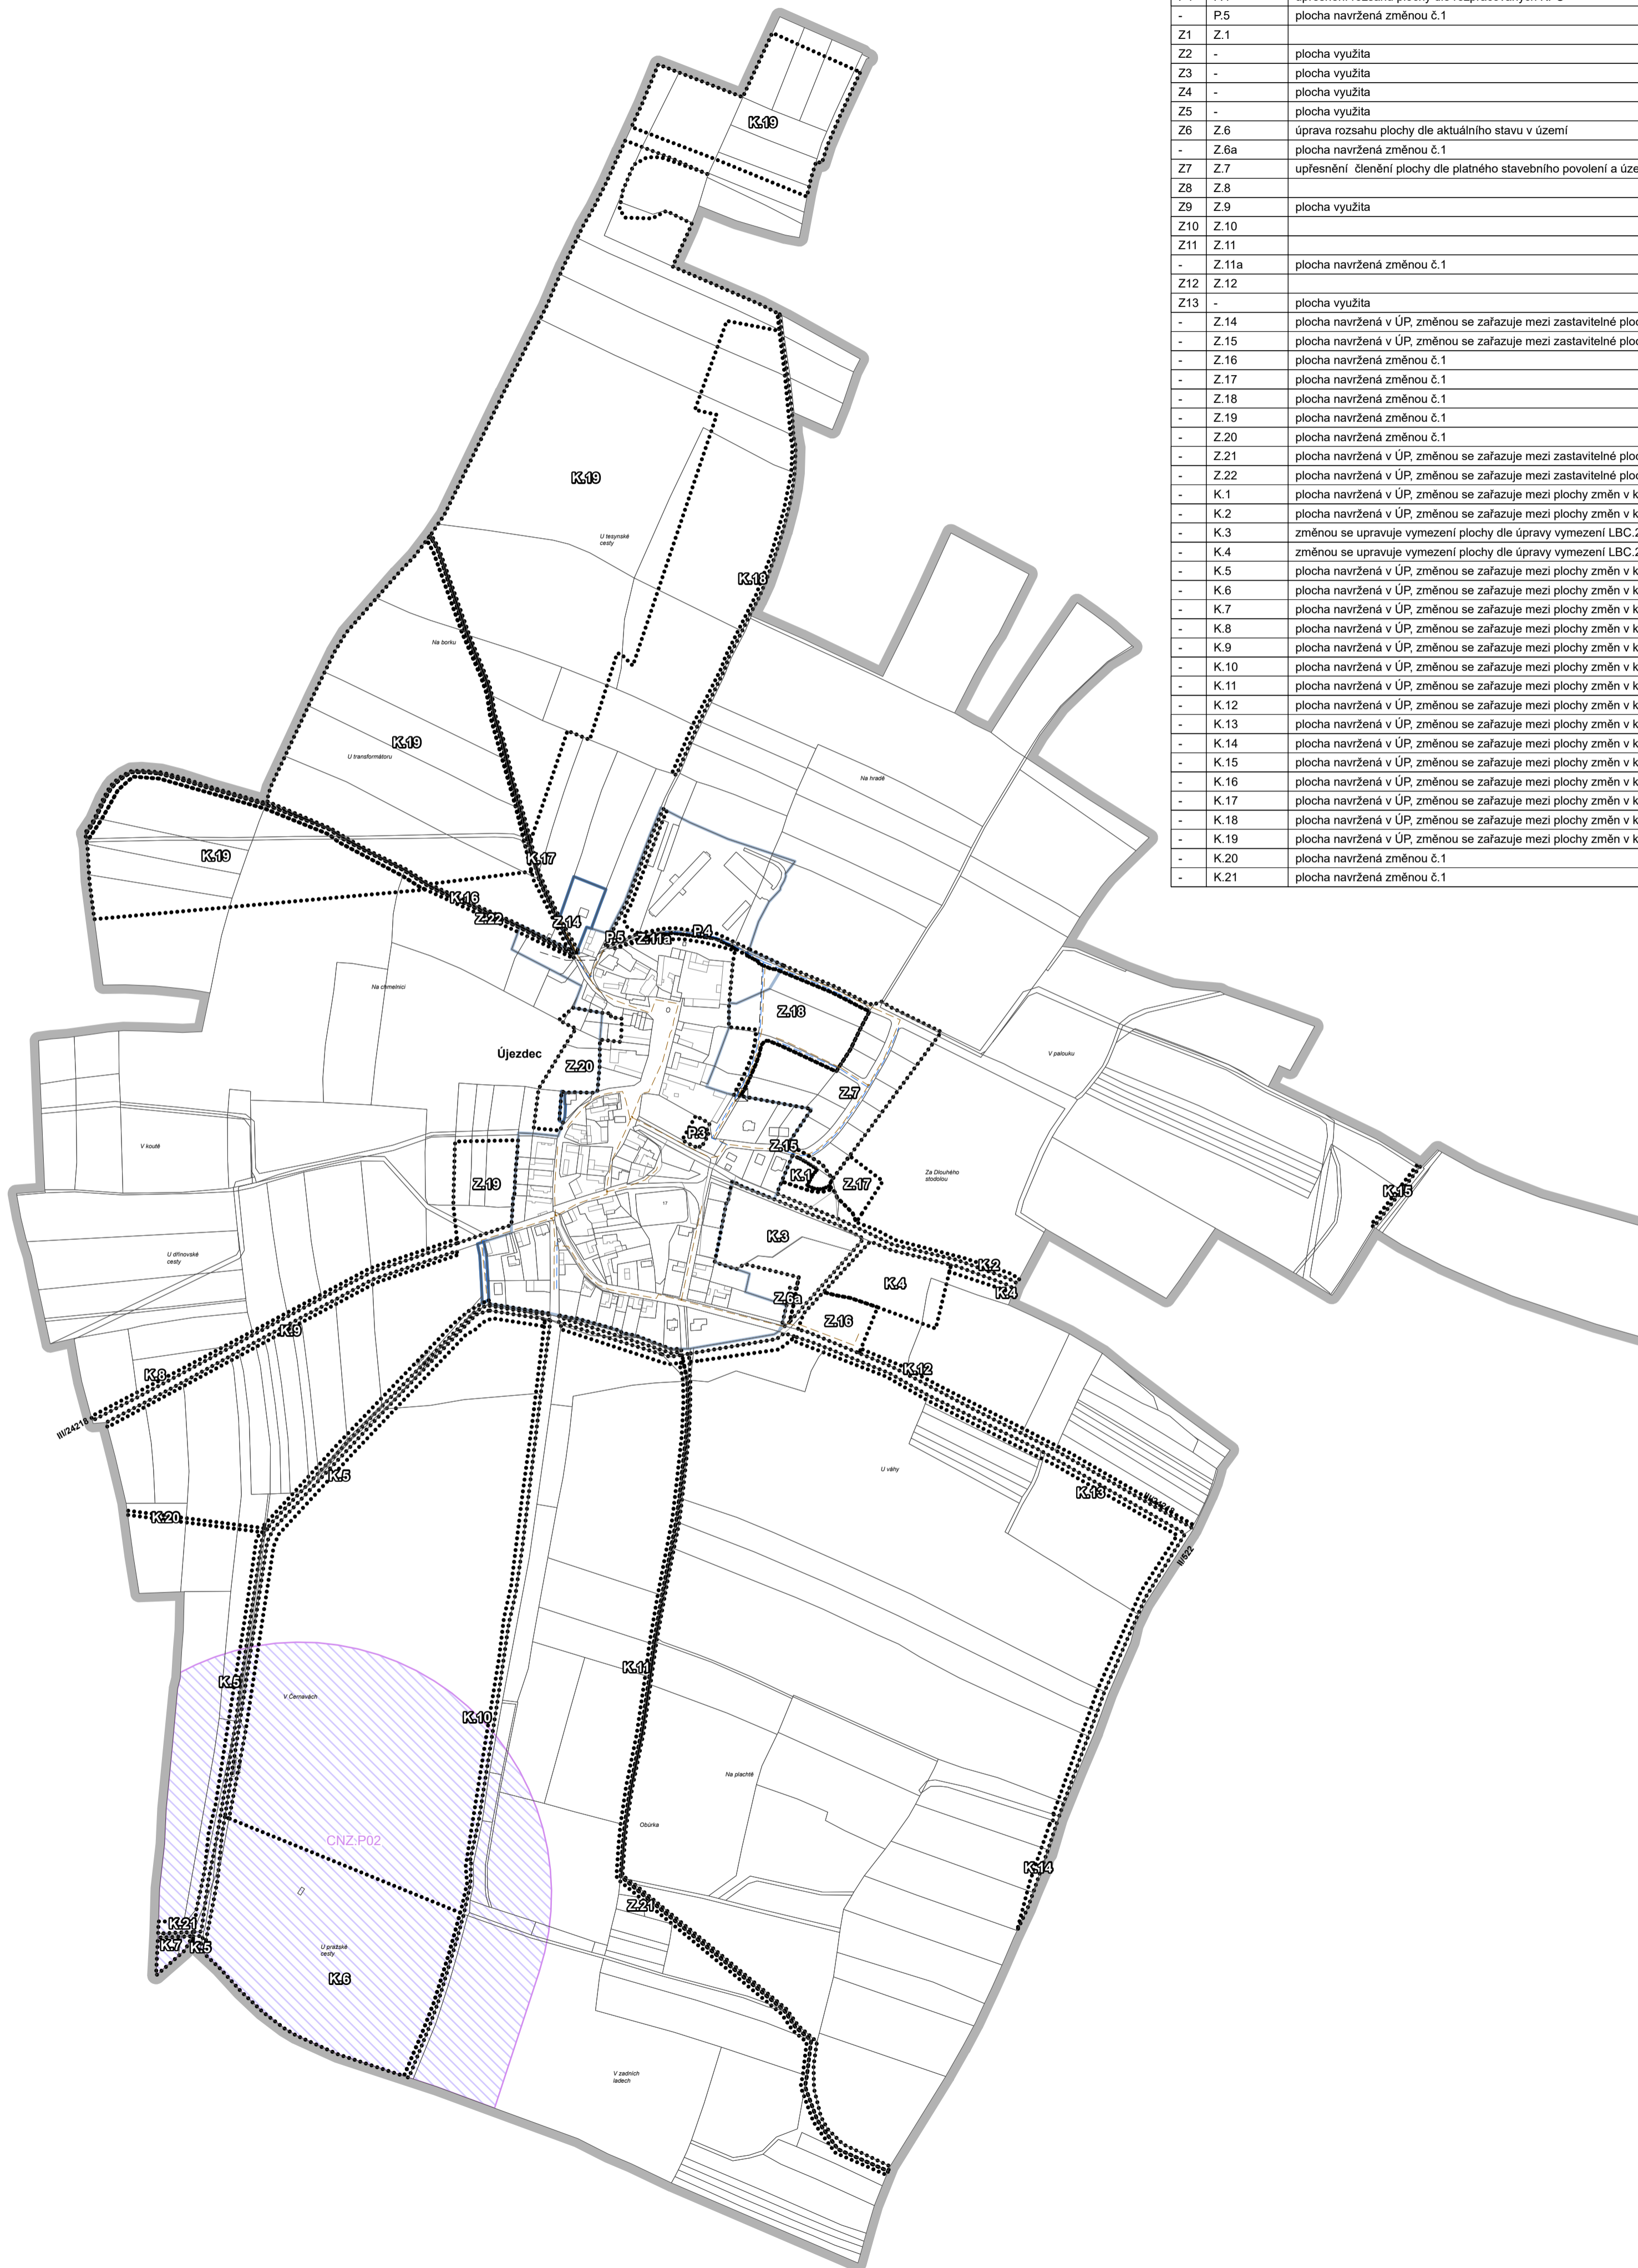 - P.5 plocha navržená změnou č.1
Z1 Z.1
Z2 - plocha využita
Z3 - plocha využita
Z4 - plocha využita
Z5 - plocha využita
Z6 Z.6 úprava rozsahu plochy dle aktuálního stavu v území
- Z.6a plocha navržená změnou č.1
Z7 Z.7 upřesnění členění plochy dle platného stavebního povolení a úze
Z8 Z.8
Z9 Z.9 plocha využita
Z10 Z.10
Z11 Z.11
- Z.11a plocha navržená změnou č.1
Z12 Z.12
Z13 - plocha využita
- Z.14 plocha navržená v ÚP, změnou se zařazuje mezi zastavitelné ploc
- Z.15 plocha navržená v ÚP, změnou se zařazuje mezi zastavitelné ploc
- Z.16 plocha navržená změnou č.1
- Z.17 plocha navržená změnou č.1
- Z.18 plocha navržená změnou č.1
- Z.19 plocha navržená změnou č.1
- Z.20 plocha navržená změnou č.1
- Z.21 plocha navržená v ÚP, změnou se zařazuje mezi zastavitelné ploc
- Z.22 plocha navržená v ÚP, změnou se zařazuje mezi zastavitelné ploc
- K.1 plocha navržená v ÚP, změnou se zařazuje mezi plochy změn v k
- K.2 plocha navržená v ÚP, změnou se zařazuje mezi plochy změn v k
- K.3 změnou se upravuje vymezení plochy dle úpravy vymezení LBC.2
- K.4 změnou se upravuje vymezení plochy dle úpravy vymezení LBC.2
- K.5 plocha navržená v ÚP, změnou se zařazuje mezi plochy změn v k
- K.6 plocha navržená v ÚP, změnou se zařazuje mezi plochy změn v k
- K.7 plocha navržená v ÚP, změnou se zařazuje mezi plochy změn v k
- K.8 plocha navržená v ÚP, změnou se zařazuje mezi plochy změn v k
- K.9 plocha navržená v ÚP, změnou se zařazuje mezi plochy změn v k
- K.10 plocha navržená v ÚP, změnou se zařazuje mezi plochy změn v k
- K.11 plocha navržená v ÚP, změnou se zařazuje mezi plochy změn v k
- K.12 plocha navržená v ÚP, změnou se zařazuje mezi plochy změn v k
- K.13 plocha navržená v ÚP, změnou se zařazuje mezi plochy změn v k
- K.14 plocha navržená v ÚP, změnou se zařazuje mezi plochy změn v k
- K.15 plocha navržená v ÚP, změnou se zařazuje mezi plochy změn v k
- K.16 plocha navržená v ÚP, změnou se zařazuje mezi plochy změn v k
- K.17 plocha navržená v ÚP, změnou se zařazuje mezi plochy změn v k
- K.18 plocha navržená v ÚP, změnou se zařazuje mezi plochy změn v k
- K.19 plocha navržená v ÚP, změnou se zařazuje mezi plochy změn v k
- K.20 plocha navržená změnou č.1
- K.21 plocha navržená změnou č.1
K.19
K.19
U tesynské
cesty
K.18
Na borku
K.19
U transformátoru
Na hradě
K.19
K.17
K.16
Z.22
Z.14
P.5
Z.11a
P.4
Na chmelnici
Z.18
Újezdec
Z.20
V palouku
Z.7
P.3
V koutě
Z.15
K.1
Z.17
Za Dlouhého
stodolou
Z.19
K.15
K.3
U dřínovské
cesty
K.2
K.4
K.4
Z.6a
Z.16
K.9
K.8
K.12
III/24218
K.5
U váhy
K.13
III/24218
K.20
II/522
K.11
K.5
V Černavách
K.10
Na plachtě
Obůrka
CNZ.P02
K.14
Z.21
K.21
K.7
K.5
U pražské
cesty
K.6
V zadních
ladech